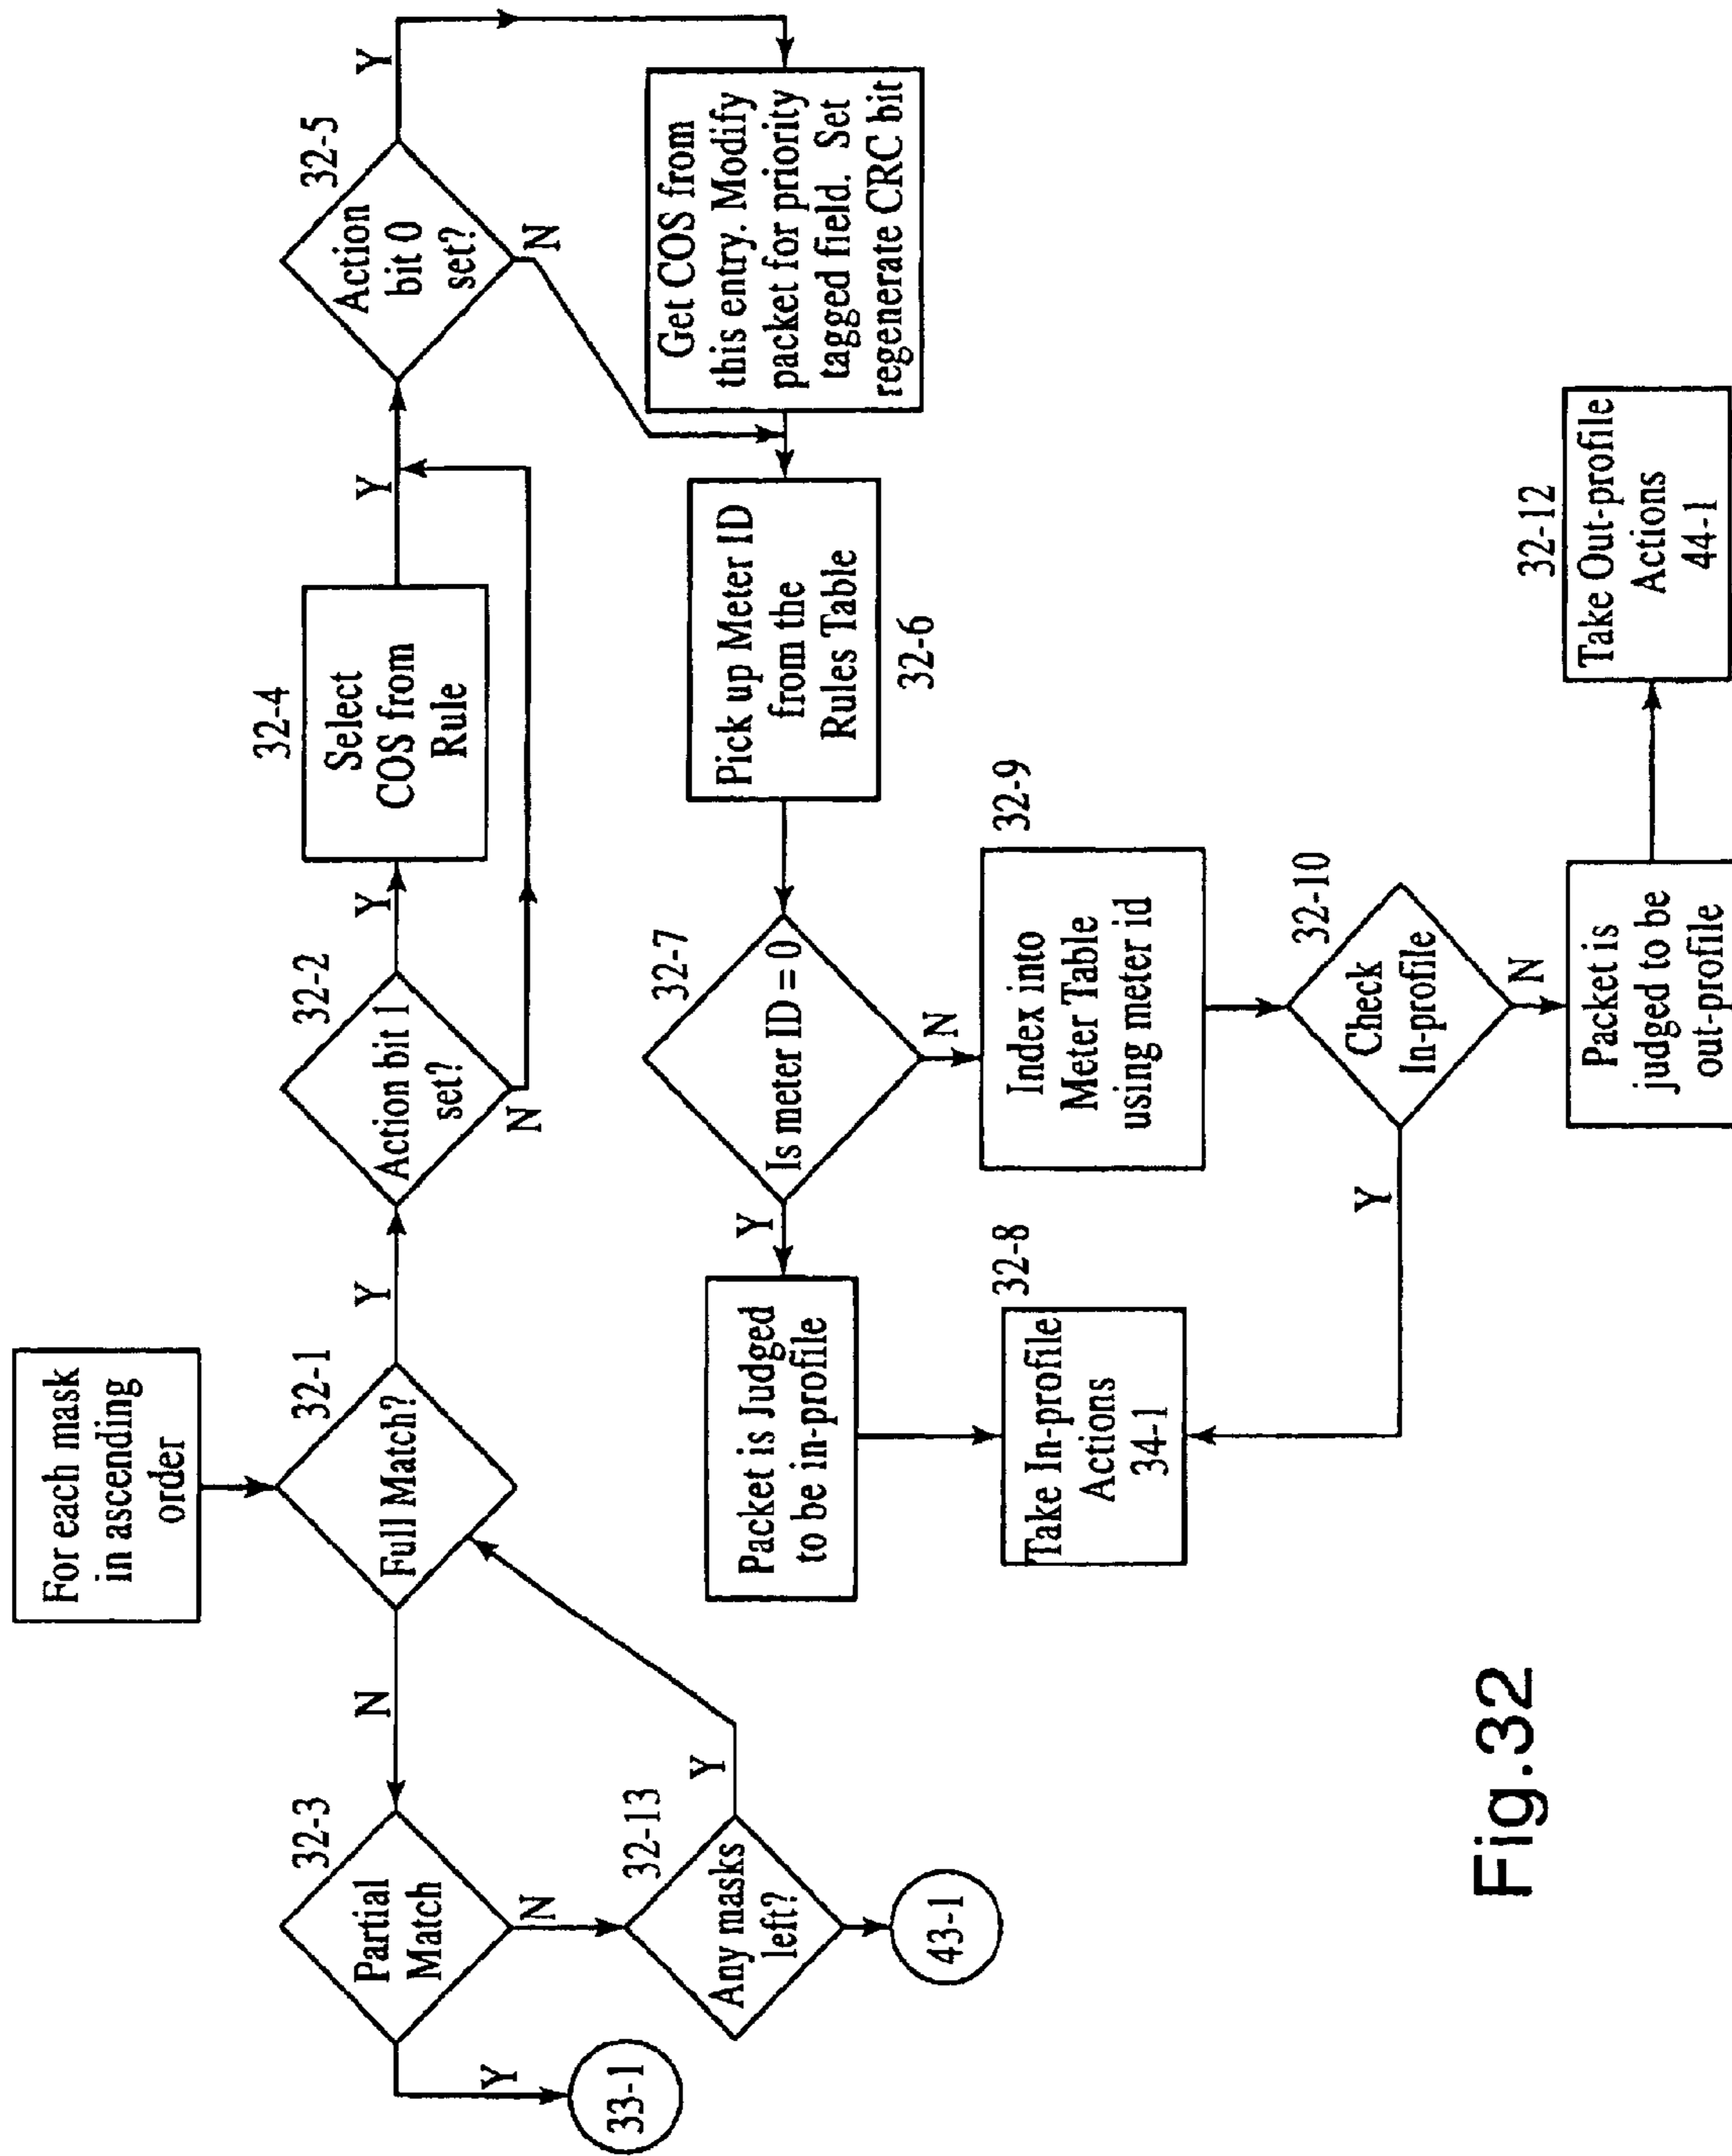 For each mask
in ascending
order
32-1
Full Match?
Y
N
32-2
Action bit 1
set?
Y
N
32-4
Select
COS from
Rule
Y
32-5
Action
bit 0
set?
Y
N
Get COS from
this entry. Modify
packet for priority
tagged field. Set
regenerate CRC bit
32-3
Partial
Match
Y
N
33-1
32-13
Any masks
left?
Y
43-1
Pick up Meter ID
from the
Rules Table
32-6
32-7
Is meter ID = 0
Y
N
Packet is Judged
to be in-profile
32-8
Take In-profile
Actions
34-1
32-9
Index into
Meter Table
using meter id
32-10
Check
In-profile
Y
N
Packet is
judged to be
out-profile
32-12
Take Out-profile
Actions
44-1
Fig.32